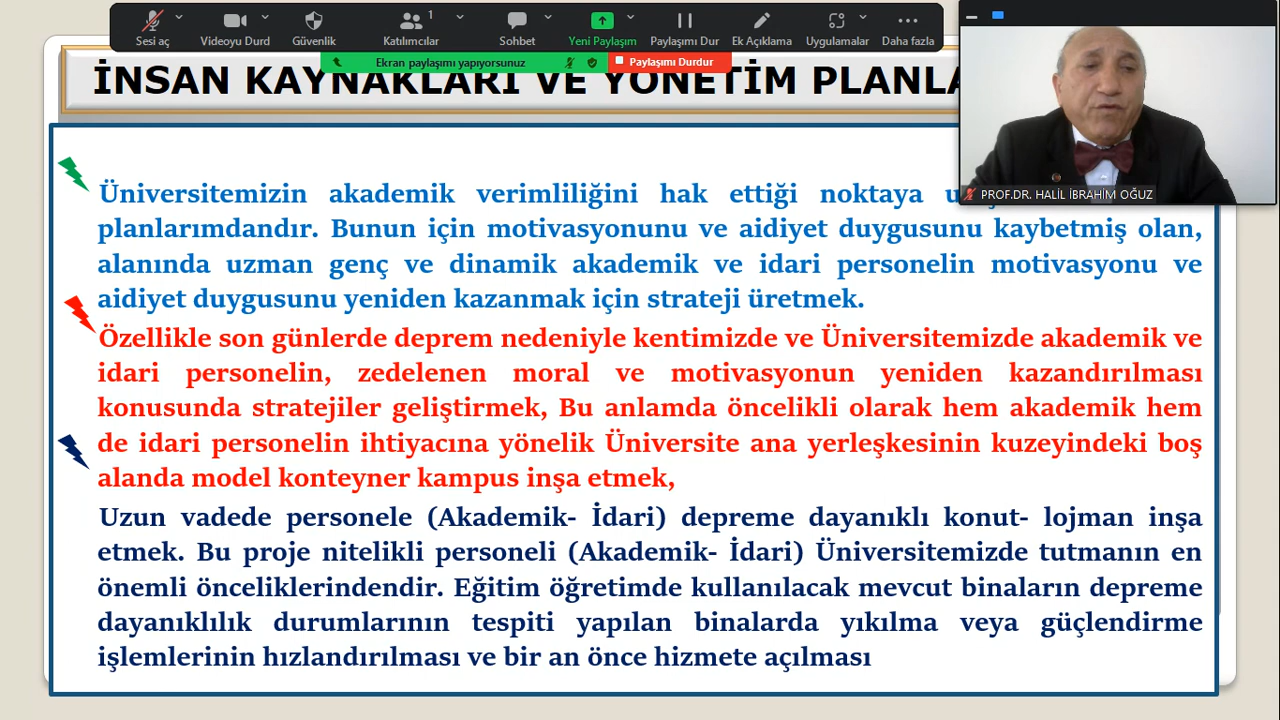 Sesi aç
Videoyu Durd
Güvenlik
Katılımcılar
1
Sohbet
Yeni Paylaşım
Paylaşımı Dur
Ek Açıklama
Uygulamalar
Daha fazla
Ekran paylaşımı yapıyorsunuz
Paylaşımı Durdur
İNSAN KAYNAKLARI VE YÖNETİM
PROF.DR. HALİL İBRAHİM OĞUZ
Üniversitemizin akademik verimliliğini hak ettiği noktaya
planlarımdandır. Bunun için motivasyonunu ve aidiyet duygusunu kaybetmiş olan,
alanında uzman genç ve dinamik akademik ve idari personelin motivasyonu ve
aidiyet duygusunu yeniden kazanmak için strateji üretmek.
Özellikle son günlerde deprem nedeniyle kentimizde ve Üniversitemizde akademik ve
idari personelin, zedelenen moral ve motivasyonun yeniden kazandırılması
konusunda stratejiler geliştirmek, Bu anlamda öncelikli olarak hem akademik hem
de idari personelin ihtiyacına yönelik Üniversite ana yerleşkesinin kuzeyindeki boş
alanda model konteyner kampus inşa etmek,
Uzun vadede personele (Akademik- İdari) depreme dayanıklı konut- lojman inşa
etmek. Bu proje nitelikli personeli (Akademik- İdari) Üniversitemizde tutmanın en
önemli önceliklerindendir. Eğitim öğretimde kullanılacak mevcut binaların depreme
dayanıklılık durumlarının tespiti yapılan binalarda yıkılma veya güçlendirme
işlemlerinin hızlandırılması ve bir an önce hizmete açılması